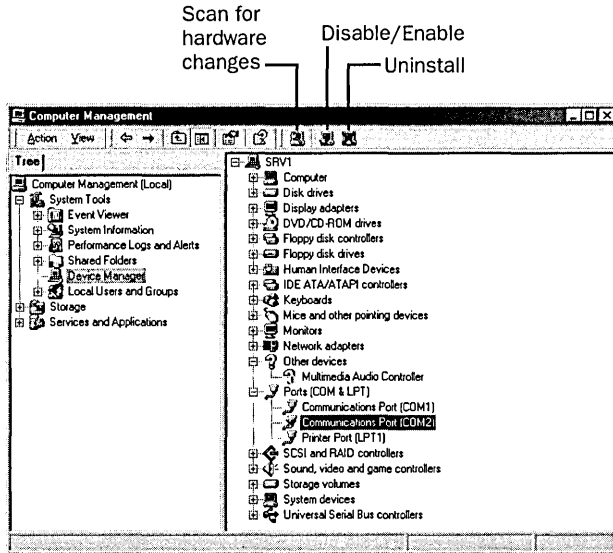 Scan for
hardware
changes
Disable/Enable
Uninstall
Computer Management
Action View
Tree
Computer Management (Local)
System Tools
Event Viewer
System Information
Performance Logs and Alerts
Shared Folders
Device Manager
Local Users and Groups
Storage
Services and Applications
SRV1
Computer
Disk drives
Display adapters
DVD/CD-ROM drives
Floppy disk controllers
Floppy disk drives
Human Interface Devices
IDE ATA/ATAPI controllers
Keyboards
Mice and other pointing devices
Monitors
Network adapters
Other devices
Multimedia Audio Controller
Ports (COM & LPT)
Communications Port (COM1)
Communications Port (COM2)
Printer Port (LPT1)
SCSI and RAID controllers
Sound, video and game controllers
Storage volumes
System devices
Universal Serial Bus controllers